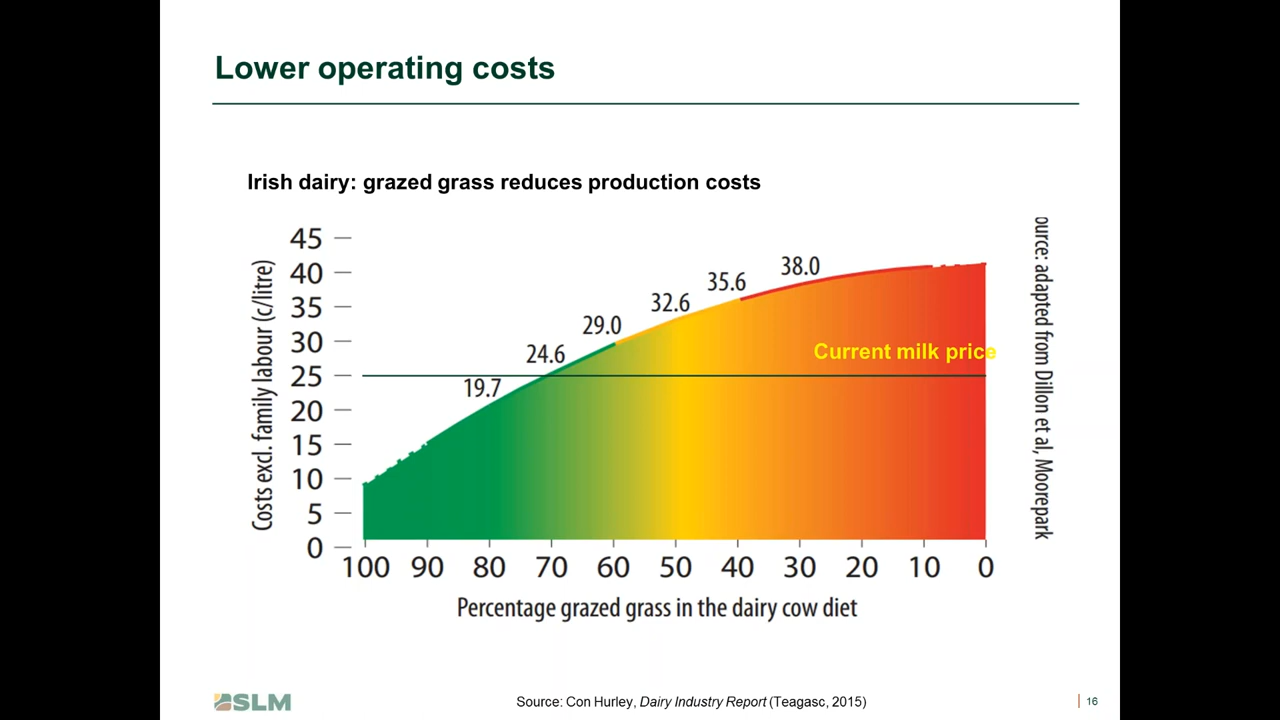 Lower operating costs
Irish dairy: grazed grass reduces production costs
Costs excl. family labour (c/litre)
45
40
35
30
25
20
15
10
5
0
19.7
24.6
29.0
32.6
35.6
38.0
Current milk price
100 90 80 70 60 50 40 30 20 10 0
Percentage grazed grass in the dairy cow diet
ource: adapted from Dillon et al, Moorepark
SLM
Source: Con Hurley, Dairy Industry Report (Teagasc, 2015)
16